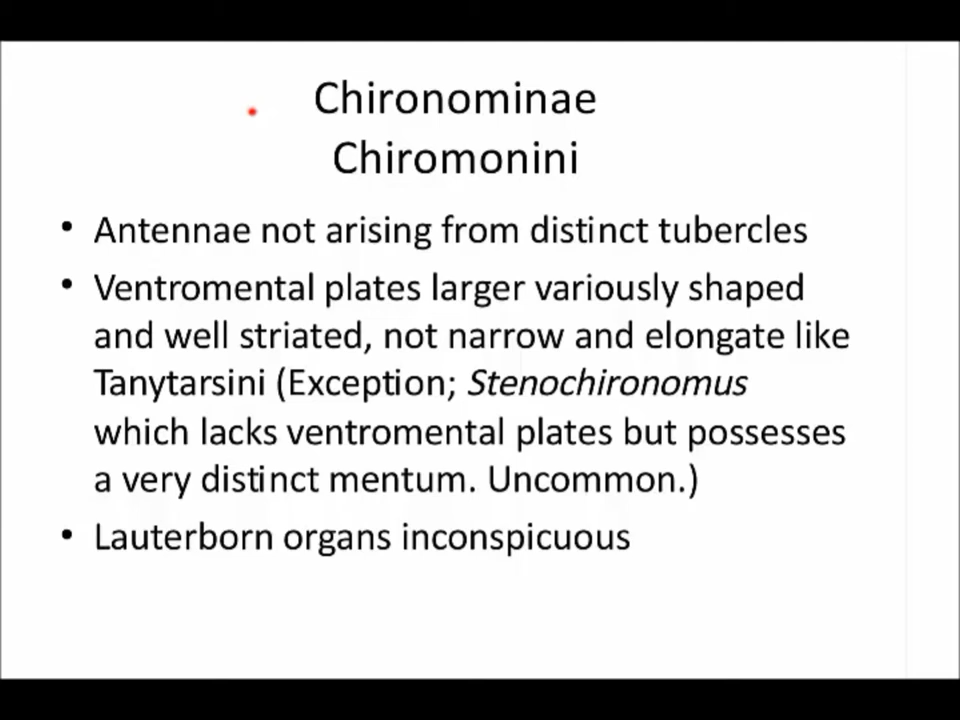 Chironominae
Chiromonini
• Antennae not arising from distinct tubercles
• Ventromental plates larger variously shaped
and well striated, not narrow and elongate like
Tanytarsini (Exception; Stenochironomus
which lacks ventromental plates but possesses
a very distinct mentum. Uncommon.)
• Lauterborn organs inconspicuous